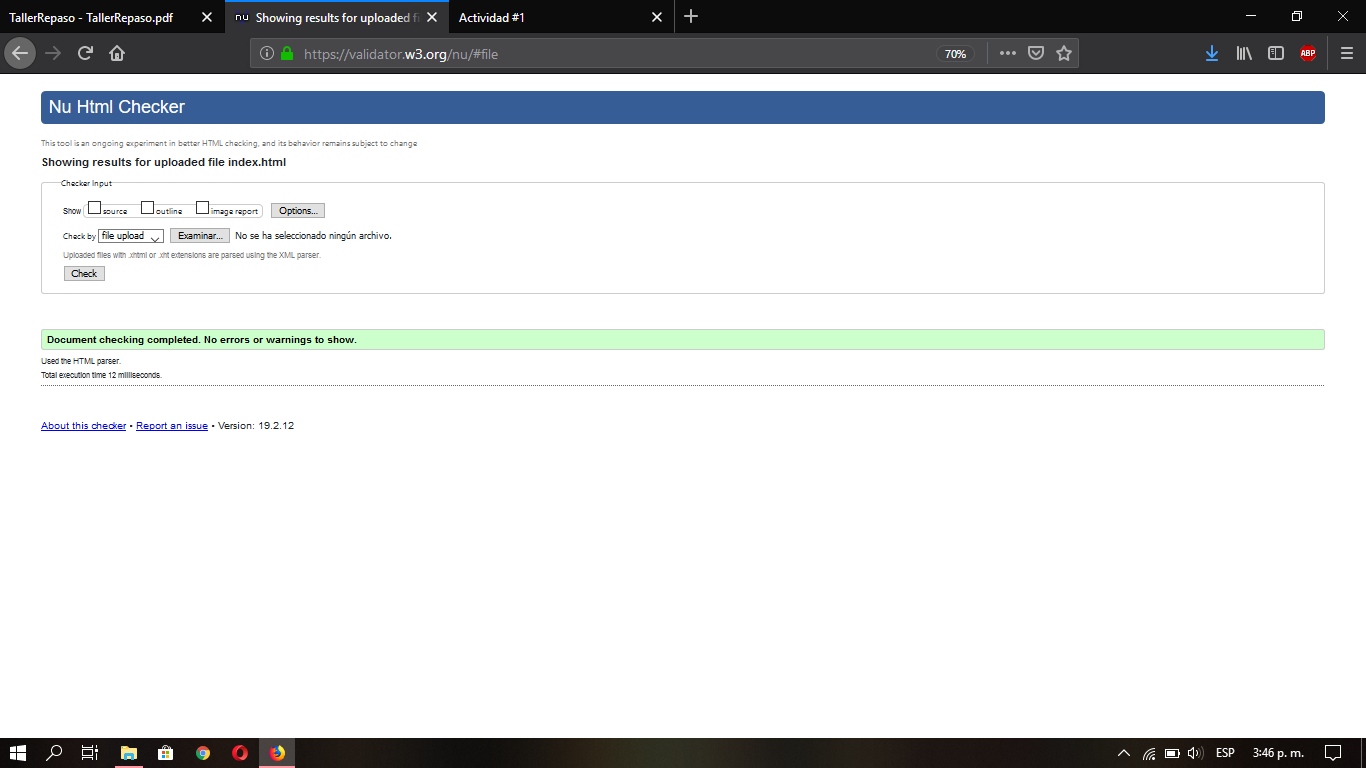 TallerRepaso - TallerRepaso.pdf
nu Showing results for uploaded fi
Actividad #1
https://validator.w3.org/nu/#file 70%
ABP
Nu Html Checker
This tool is an ongoing experiment in better HTML checking, and its behavior remains subject to change
Showing results for uploaded file index.html
Checker Input
Show source outline image report Options...
Check by file upload Examinar... No se ha seleccionado ningún archivo.
Uploaded files with .xhtml or .xht extensions are parsed using the XML parser.
Check
Document checking completed. No errors or warnings to show.
Used the HTML parser.
Total execution time 12 milliseconds.
About this checker • Report an issue • Version: 19.2.12
ESP 3:46 p. m.